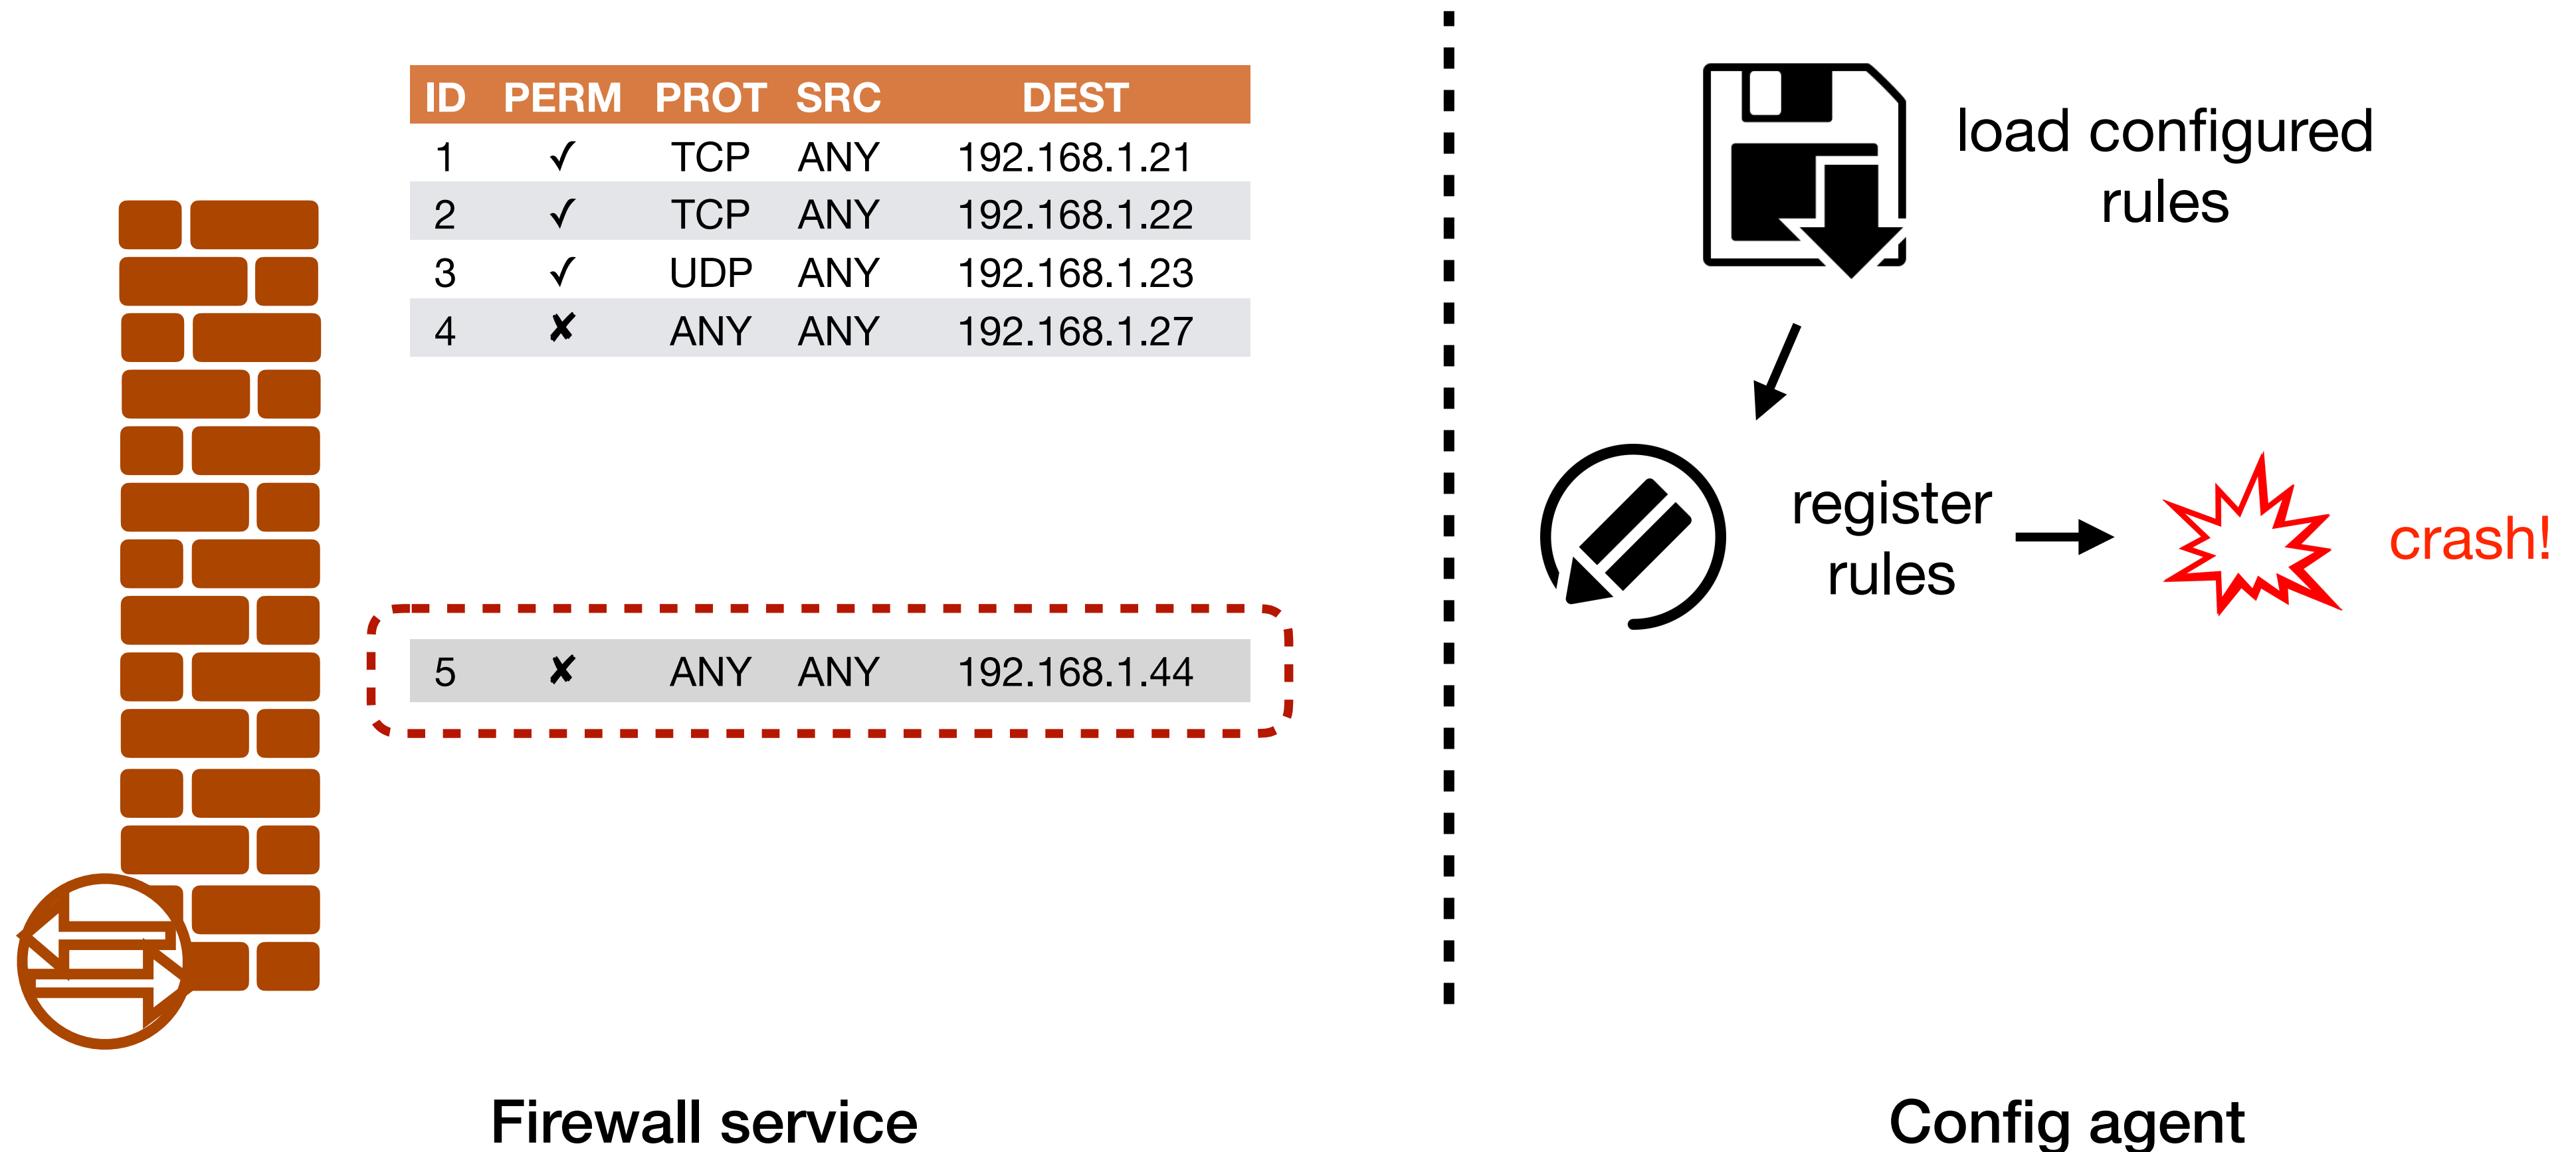 ID PERM PROT SRC DEST
1 ✓ TCP ANY 192.168.1.21
2 ✓ TCP ANY 192.168.1.22
3 ✓ UDP ANY 192.168.1.23
4 ✘ ANY ANY 192.168.1.27
5 ✘ ANY ANY 192.168.1.44
Firewall service
load configured
rules
register
rules
crash!
Config agent